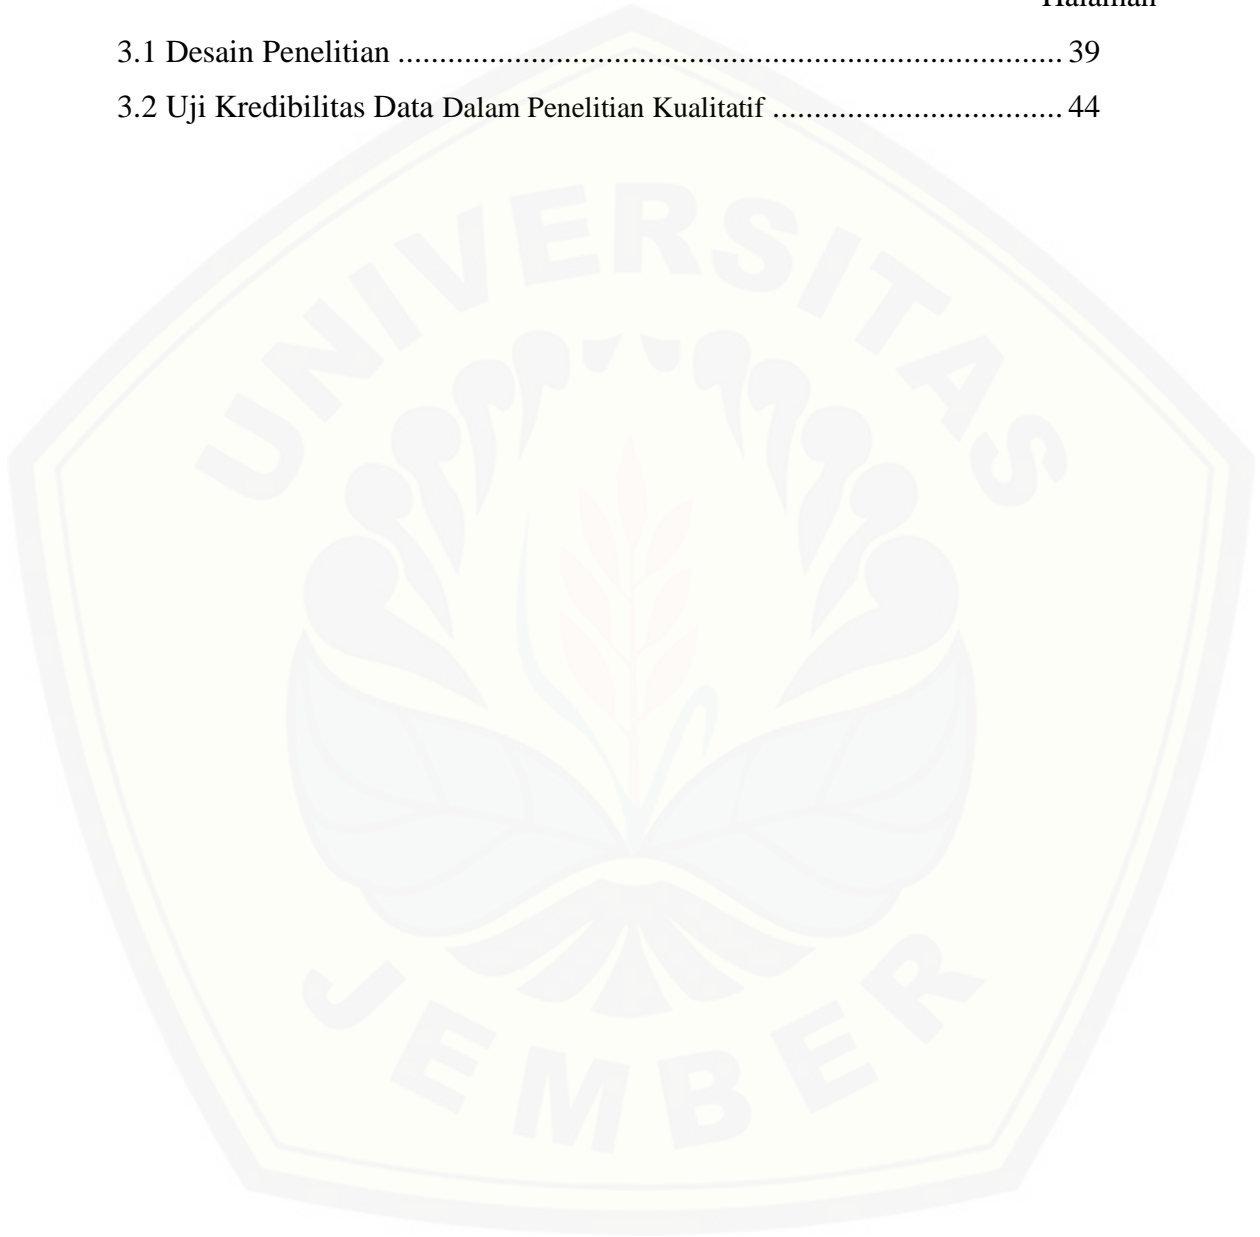 Halaman
3.1 Desain Penelitian ................................................................................ 39
3.2 Uji Kredibilitas Data Dalam Penelitian Kualitatif ................................... 44
UNIVERSITAS
JEMBER